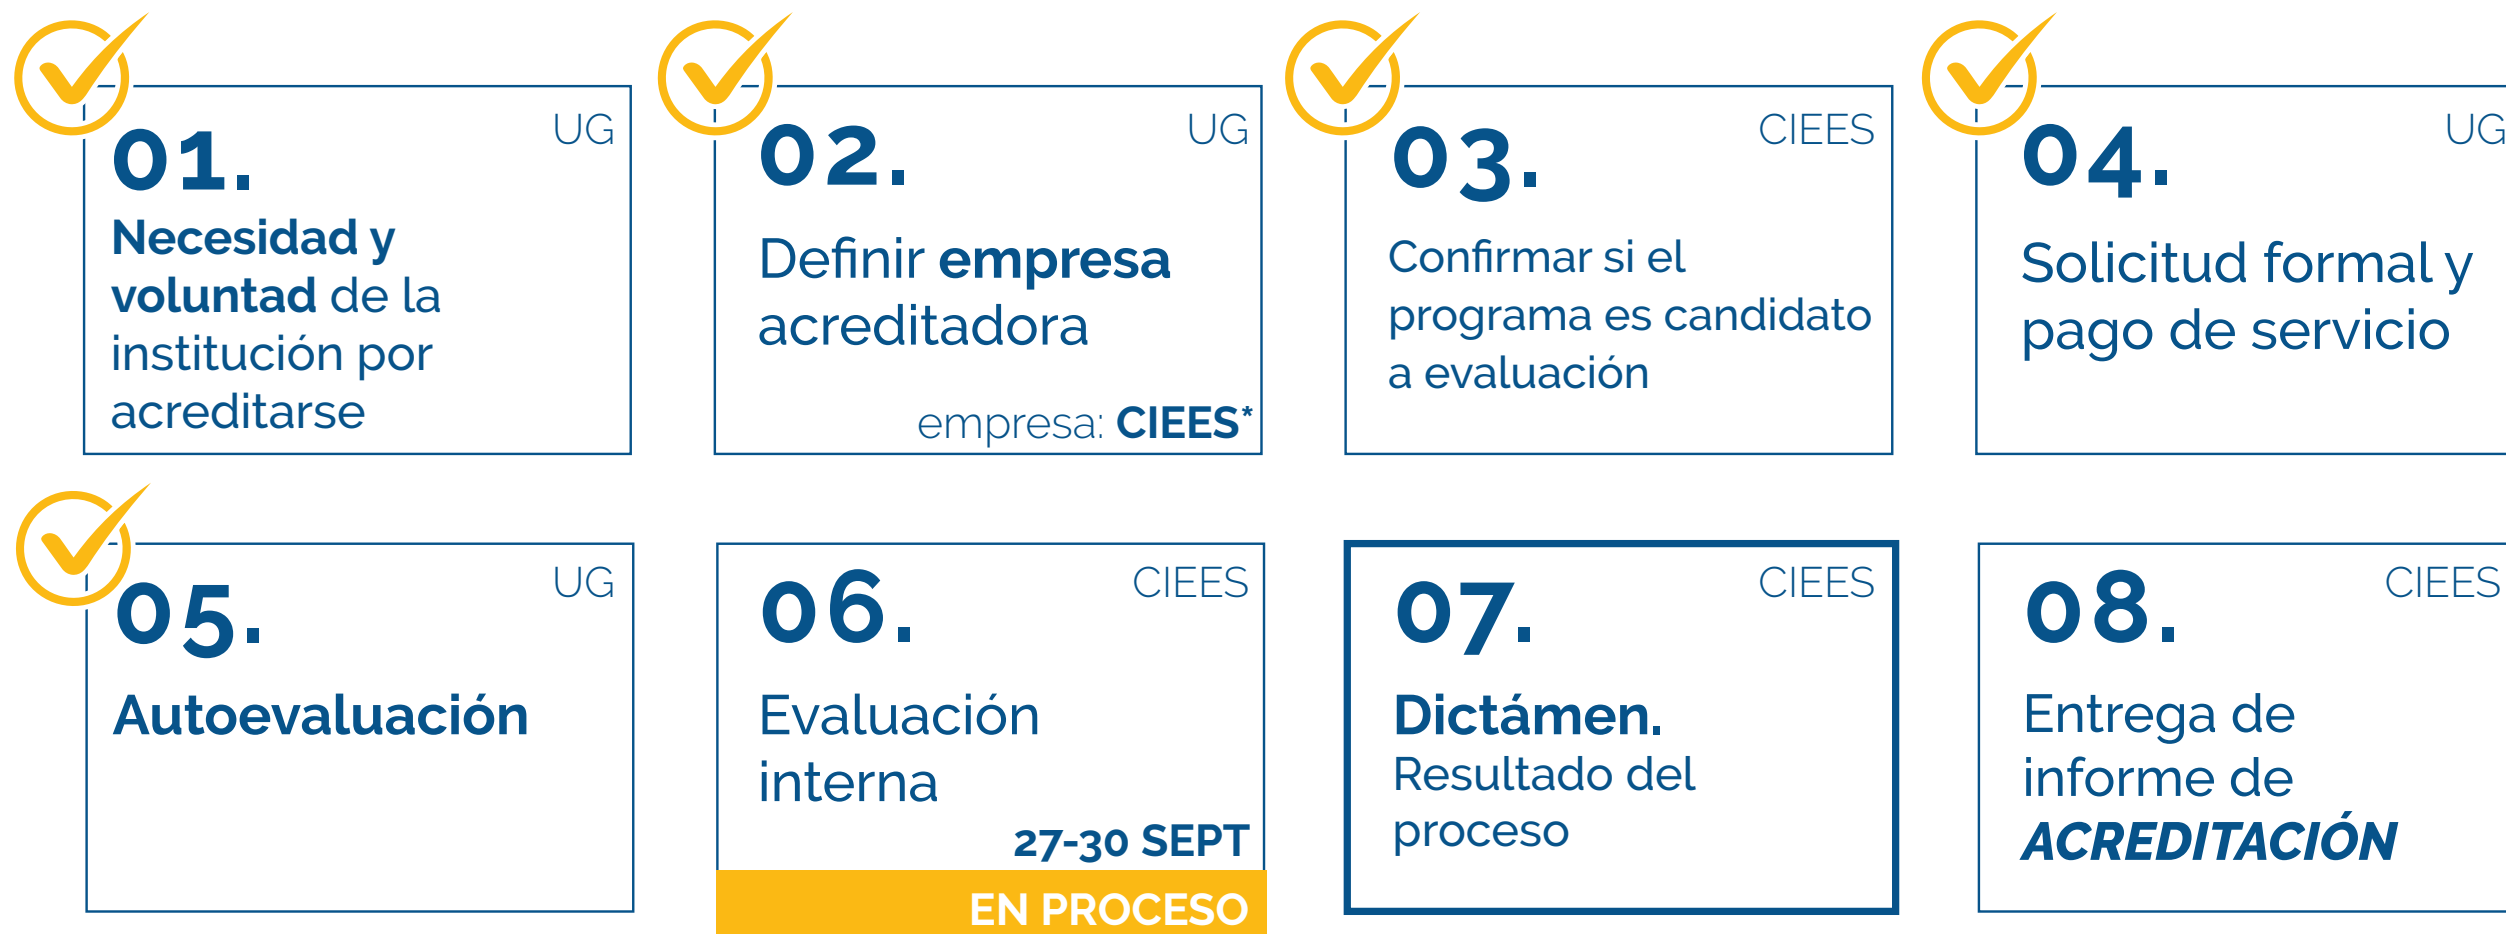 UG
01.
Necesidad y
voluntad de la
institución por
acreditarse
UG
02.
Definir empresa
acreditadora
empresa: CIEES*
CIEES
03.
Confirmar si el
programa es candidato
a evaluación
UG
04.
Solicitud formal y
pago de servicio
UG
05.
Autoevaluación
CIEES
06.
Evaluación
interna
27-30 SEPT
EN PROCESO
CIEES
07.
Dictámen.
Resultado del
proceso
CIEES
08.
Entrega de
informe de
ACREDITACIÓN